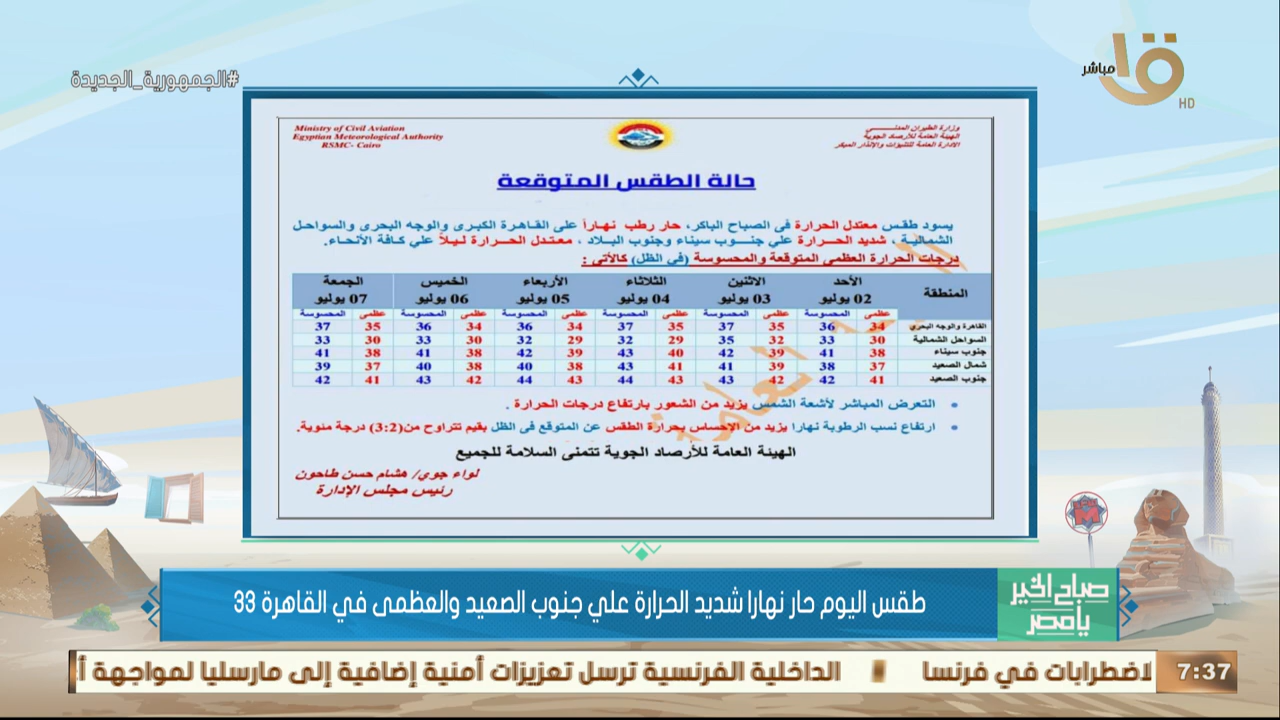 #الجمهورية_الجديدة
مباشر
HD
Ministry of Civil Aviation
Egyptian Meteorological Authority
RSMC- Cairo
وزارة الطيران المدنى
الهيئة العامة للأرصاد الجوية
الادارة العامة للتنبؤات والإنذار المبكر
حالة الطقس المتوقعة
يسود طقس معتدل الحرارة فى الصباح الباكر، حار رطب نهاراً على القاهرة الكبرى والوجه البحرى والسواحل
الشمالية ، شديد الحرارة علي جنوب سيناء وجنوب البلاد ، معتدل الحرارة ليلاً علي كافة الأنحاء.
درجات الحرارة العظمى المتوقعة والمحسوسة (فى الظل) كالأتى :
المنطقة الأحد الاثنين الثلاثاء الأربعاء الخميس الجمعة
02 يوليو 03 يوليو 04 يوليو 05 يوليو 06 يوليو 07 يوليو
عظمى المحسوسة عظمى المحسوسة عظمى المحسوسة عظمى المحسوسة عظمى المحسوسة عظمى المحسوسة
القاهرة والوجه البحري 34 36 35 37 35 37 34 36 34 36 35 37
السواحل الشمالية 30 33 32 35 29 32 29 32 30 33 30 33
جنوب سيناء 38 41 39 42 40 43 39 42 38 41 38 41
شمال الصعيد 37 38 39 41 41 43 38 40 38 40 37 39
جنوب الصعيد 41 42 42 43 43 44 43 44 42 43 41 42
التعرض المباشر لأشعة الشمس يزيد من الشعور بارتفاع درجات الحرارة .
ارتفاع نسب الرطوبة نهارا يزيد من الإحساس بحرارة الطقس عن المتوقع فى الظل بقيم تتراوح من(3:2) درجة مئوية.
الهيئة العامة للأرصاد الجوية تتمنى السلامة للجميع
لواء جوي/ هشام حسن طاحون
رئيس مجلس الإدارة
صباح الخير
يا مصر
طقس اليوم حار نهارا شديد الحرارة علي جنوب الصعيد والعظمى في القاهرة 33
7:37
لاضطرابات في فرنسا الداخلية الفرنسية ترسل تعزيزات أمنية إضافية إلى مارسليا لمواجهة أ